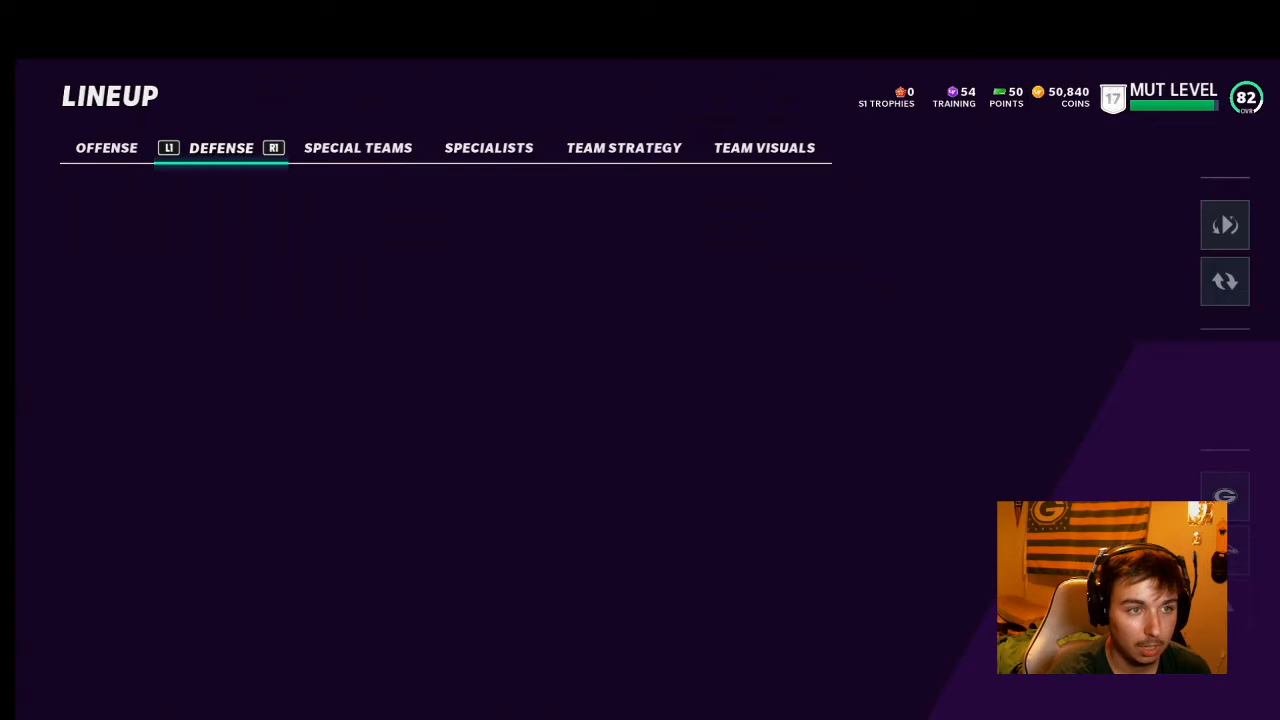 LINEUP
0 54 50 50,840 17 MUT LEVEL 82
S1 TROPHIES TRAINING POINTS COINS OVR
OFFENSE L1 DEFENSE R1 SPECIAL TEAMS SPECIALISTS TEAM STRATEGY TEAM VISUALS
G
G